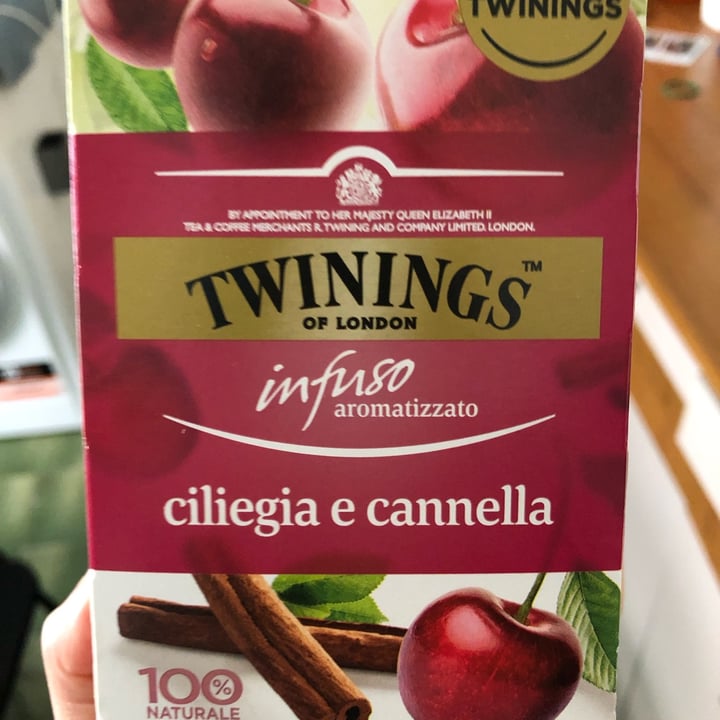 TWININGS
BY APPOINTMENT TO HER MAJESTY QUEEN ELIZABETH II
TEA & COFFEE MERCHANTS R. TWINING AND COMPANY LIMITED. LONDON.
TWININGS™
OF LONDON
infuso
aromatizzato
ciliegia e cannella
100%
NATURALE